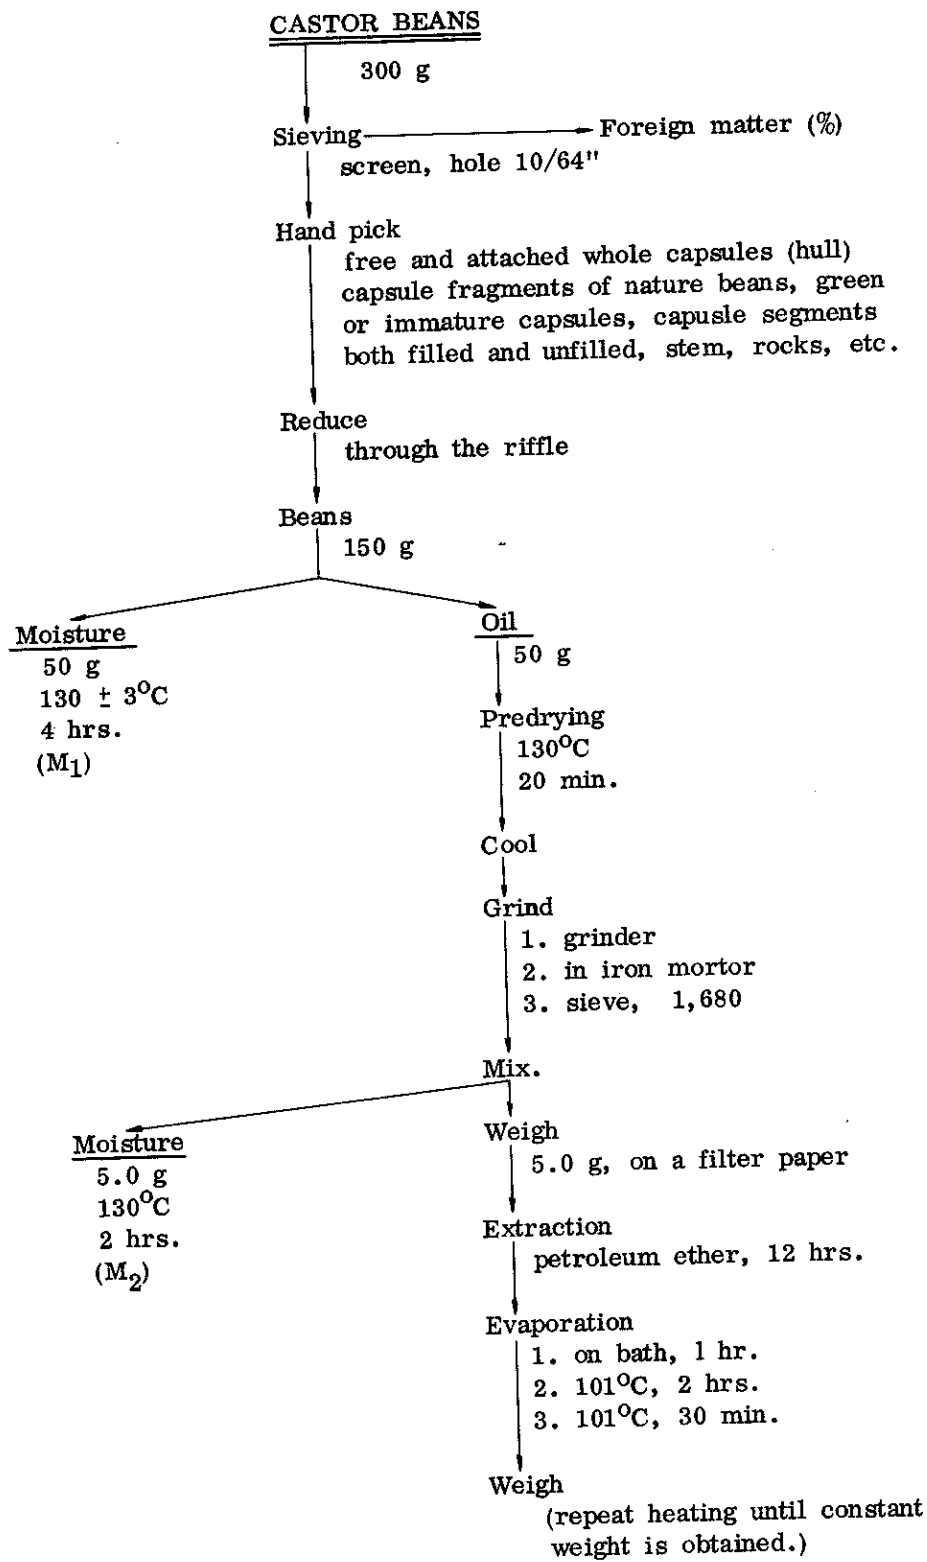 CASTOR BEANS
300 g
Sieving
Foreign matter (%)
screen, hole 10/64"
Hand pick
free and attached whole capsules (hull)
capsule fragments of nature beans, green
or immature capsules, capusle segments
both filled and unfilled, stem, rocks, etc.
Reduce
through the riffle
Beans
150 g
Moisture
50 g
130 ± 3°C
4 hrs.
(M1)
Oil
50 g
Predrying
130°C
20 min.
Cool
Grind
1. grinder
2. in iron mortor
3. sieve, 1,680
Mix.
Moisture
5.0 g
130°C
2 hrs.
(M2)
Weigh
5.0 g, on a filter paper
Extraction
petroleum ether, 12 hrs.
Evaporation
1. on bath, 1 hr.
2. 101°C, 2 hrs.
3. 101°C, 30 min.
Weigh
(repeat heating until constant
weight is obtained.)